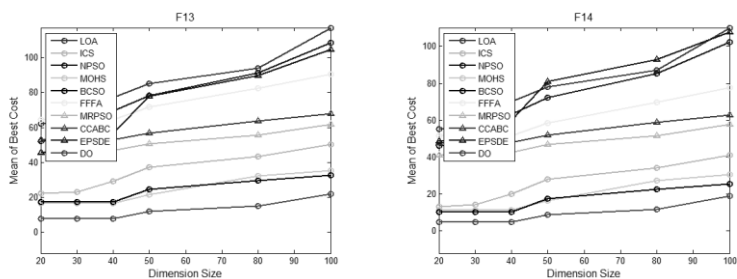 F13
Mean of Best Cost
100
80
60
40
20
0
LOA
ICS
NPSO
MOHS
BCSO
FFFA
MRPSO
CCABC
EPSDE
DO
20 30 40 50 60 70 80 90 100
Dimension Size
F14
Mean of Best Cost
100
80
60
40
20
0
LOA
ICS
NPSO
MOHS
BCSO
FFFA
MRPSO
CCABC
EPSDE
DO
20 30 40 50 60 70 80 90 100
Dimension Size